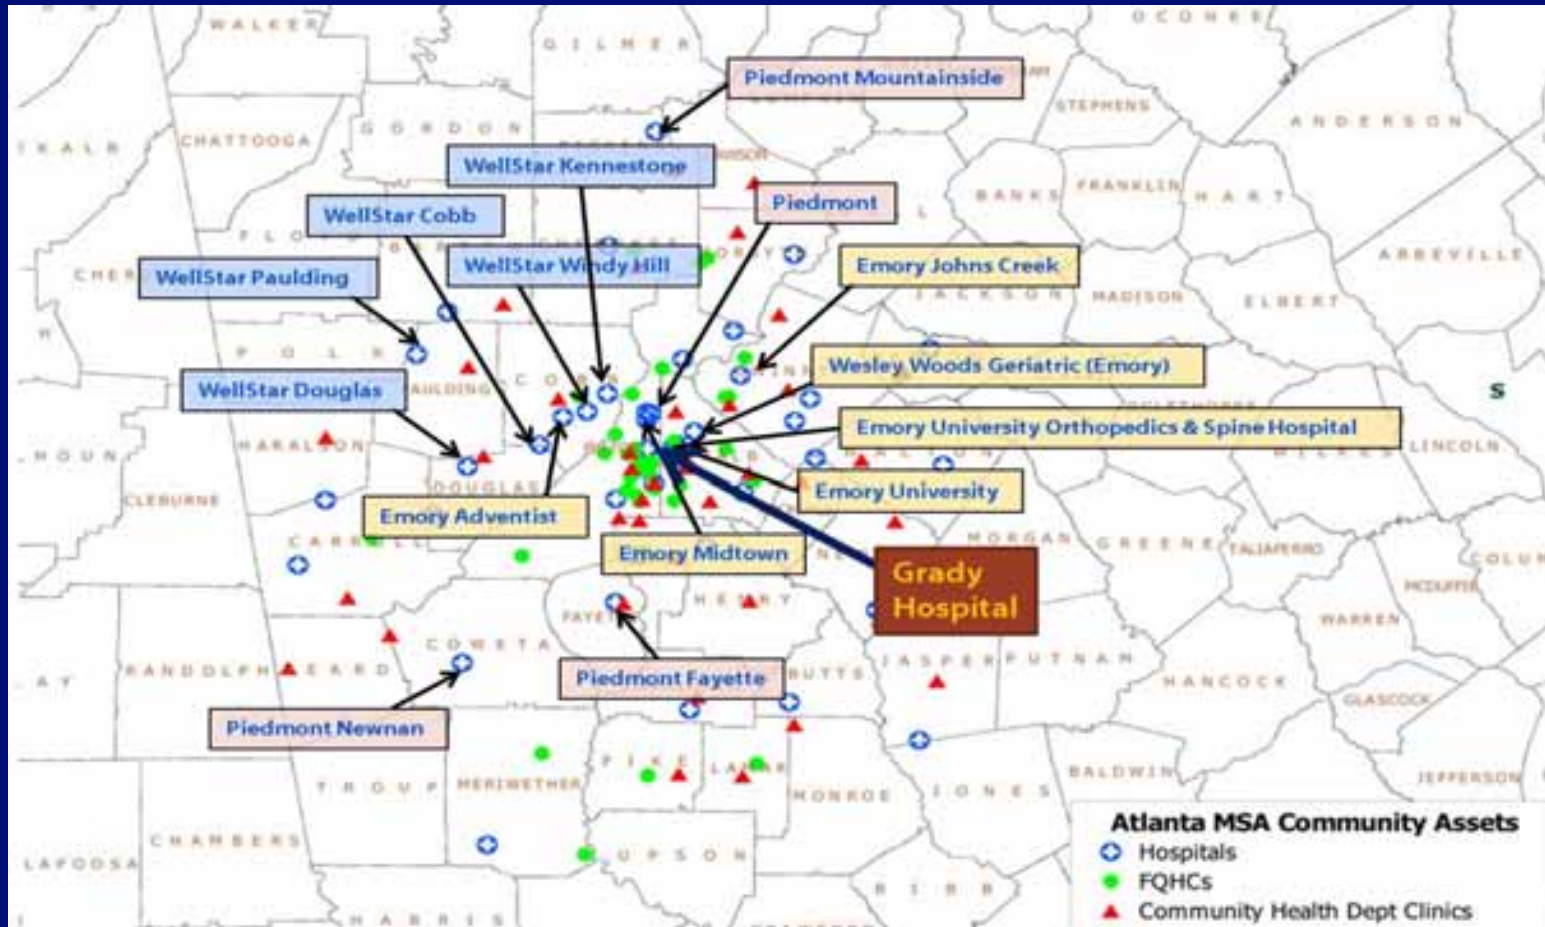 WALKER
GILMER
OCONEE
Piedmont Mountainside
STEPHENS
ANDERSON
GORDON
CHATTOOGA
WellStar Kennestone
BANKS
FRANKLIN
HART
WellStar Cobb
Piedmont
ABBEVILLE
WellStar Paulding
WellStar Windy Hill
Emory Johns Creek
JACKSON
MADISON
ELBERT
POLK
Wesley Woods Geriatric (Emory)
WellStar Douglas
COBB
S
HARALSON
Emory University Orthopedics & Spine Hospital
LINCOLN
WILKES
DOUGLAS
CLEBURNE
Emory University
Emory Adventist
CARROLL
Emory Midtown
MORGAN
GREENE
TALIAFERRO
Grady
Hospital
MCDUFFIE
HENRY
WARREN
COWETA
RANDOLPH
HEARD
Piedmont Fayette
BUTTS
JASPER
PUTNAM
HANCOCK
GLASCOCK
Piedmont Newnan
PIKE
LAMAR
TROUP
MERIWETHER
MONROE
JONES
BALDWIN
JEFFERSON
CHAMBERS
UPSON
BIBB
HARRIS
Atlanta MSA Community Assets
Hospitals
FQHCs
Community Health Dept Clinics